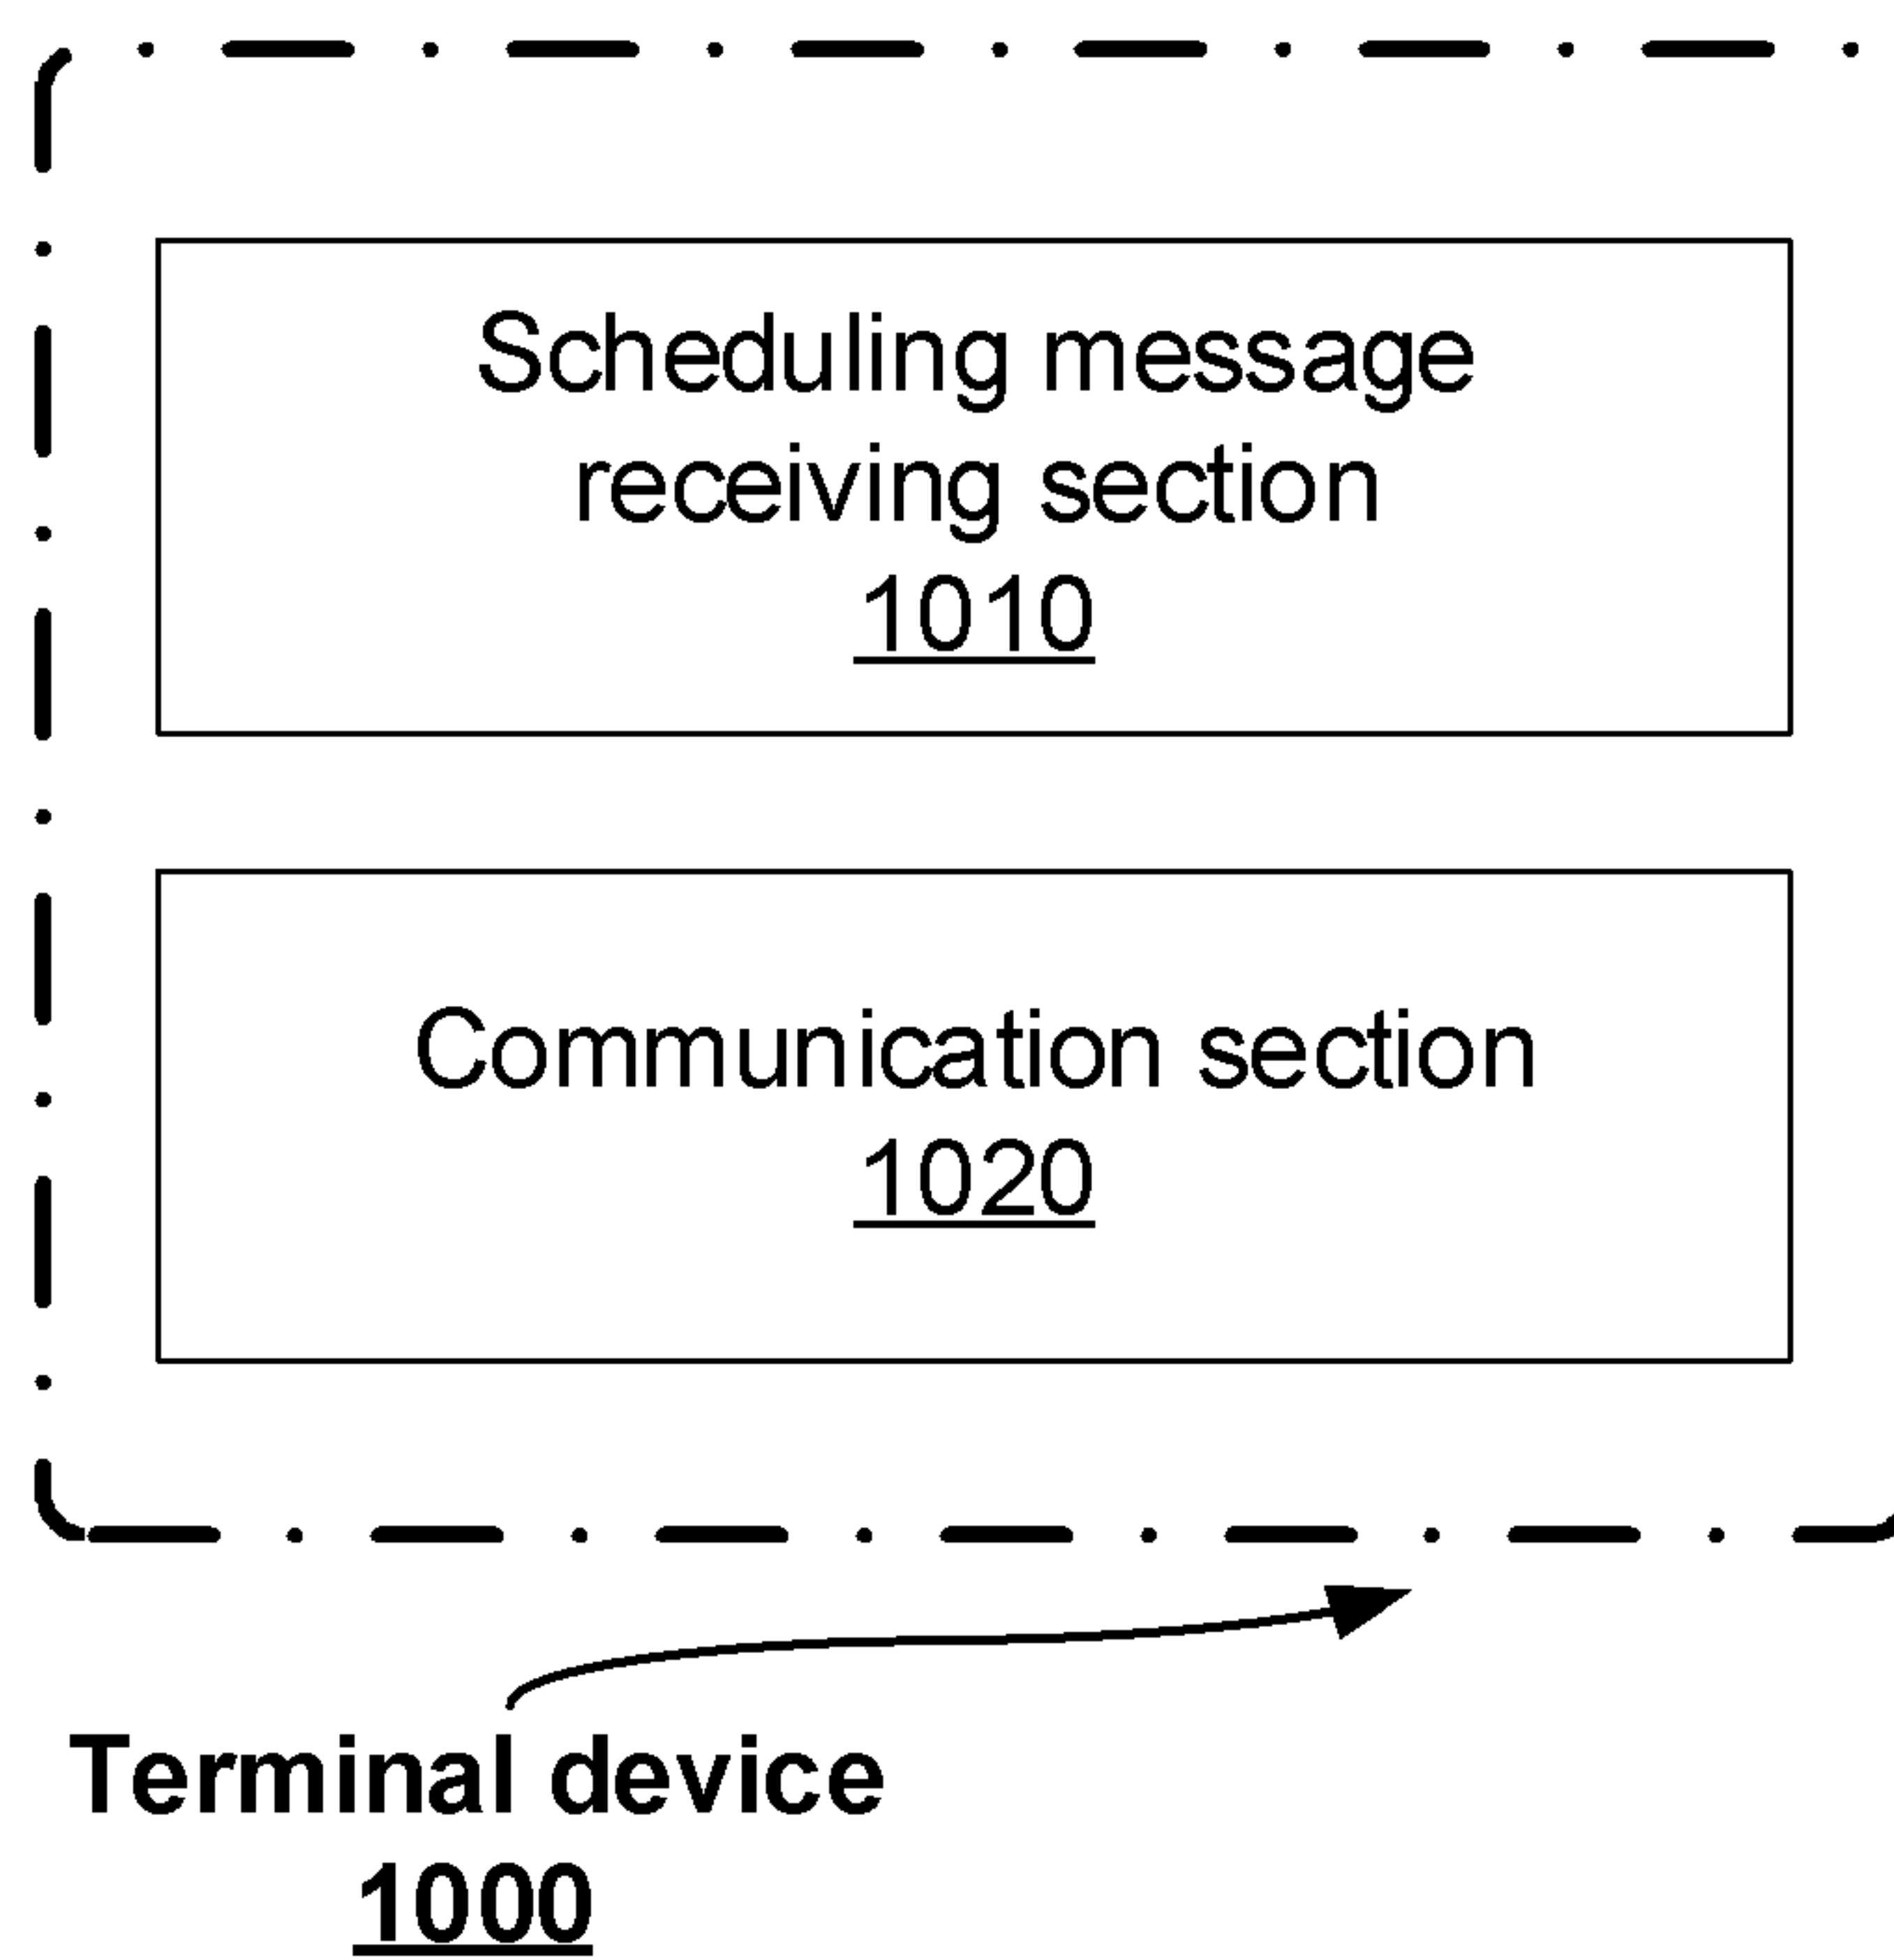 Scheduling message
receiving section
1010
Communication section
1020
Terminal device
1000